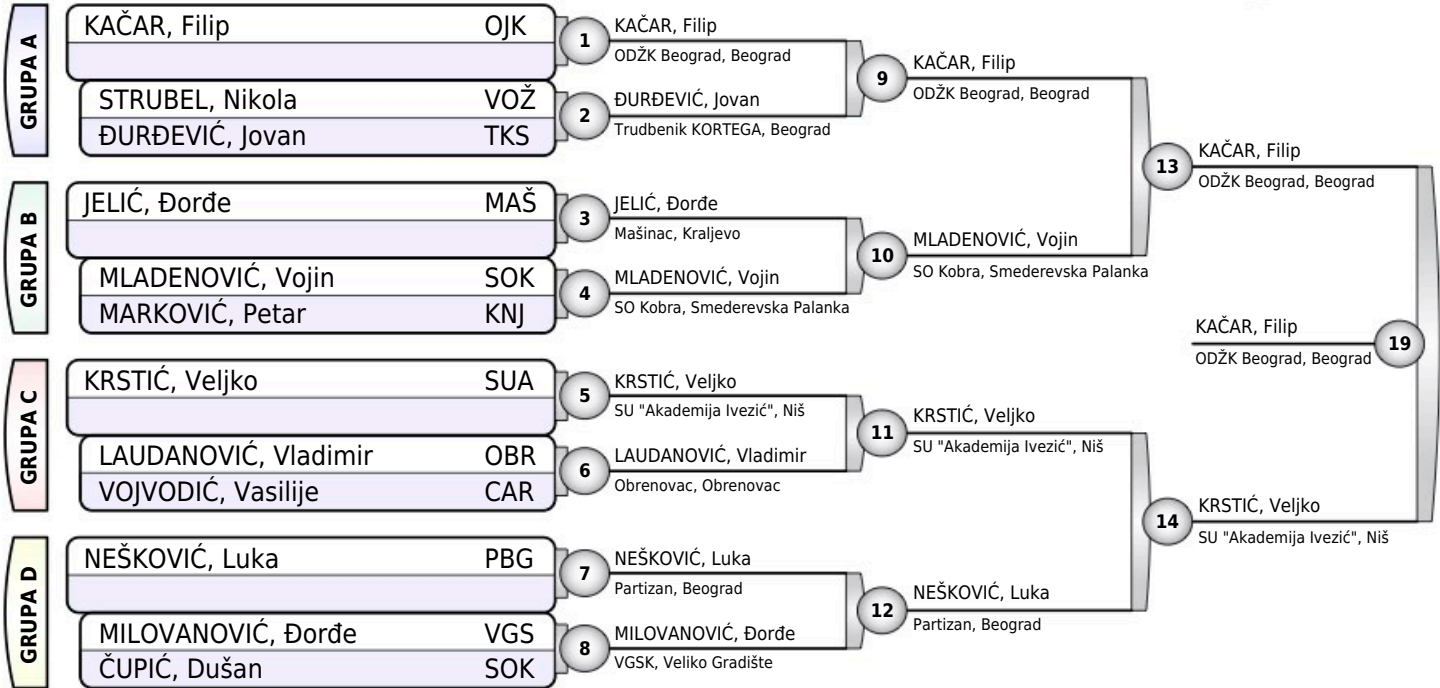 GRUPA A
KAČAR, Filip OJK
STRUBEL, Nikola VOŽ
ĐURĐEVIĆ, Jovan TKS
GRUPA B
JELIĆ, Đorđe MAŠ
MLADENOVIĆ, Vojin SOK
MARKOVIĆ, Petar KNJ
GRUPA C
KRSTIĆ, Veljko SUA
LAUDANOVIĆ, Vladimir OBR
VOJVODIĆ, Vasilije CAR
GRUPA D
NEŠKOVIĆ, Luka PBG
MILOVANOVIĆ, Đorđe VGS
ČUPIĆ, Dušan SOK
1
KAČAR, Filip
ODŽK Beograd, Beograd
2
ĐURĐEVIĆ, Jovan
Trudbenik KORTEGA, Beograd
3
JELIĆ, Đorđe
Mašinac, Kraljevo
4
MLADENOVIĆ, Vojin
SO Kobra, Smederevska Palanka
5
KRSTIĆ, Veljko
SU "Akademija Ivezić", Niš
6
LAUDANOVIĆ, Vladimir
Obrenovac, Obrenovac
7
NEŠKOVIĆ, Luka
Partizan, Beograd
8
MILOVANOVIĆ, Đorđe
VGSK, Veliko Gradište
9
KAČAR, Filip
ODŽK Beograd, Beograd
10
MLADENOVIĆ, Vojin
SO Kobra, Smederevska Palanka
11
KRSTIĆ, Veljko
SU "Akademija Ivezić", Niš
12
NEŠKOVIĆ, Luka
Partizan, Beograd
13
KAČAR, Filip
ODŽK Beograd, Beograd
14
KRSTIĆ, Veljko
SU "Akademija Ivezić", Niš
KAČAR, Filip
ODŽK Beograd, Beograd
19